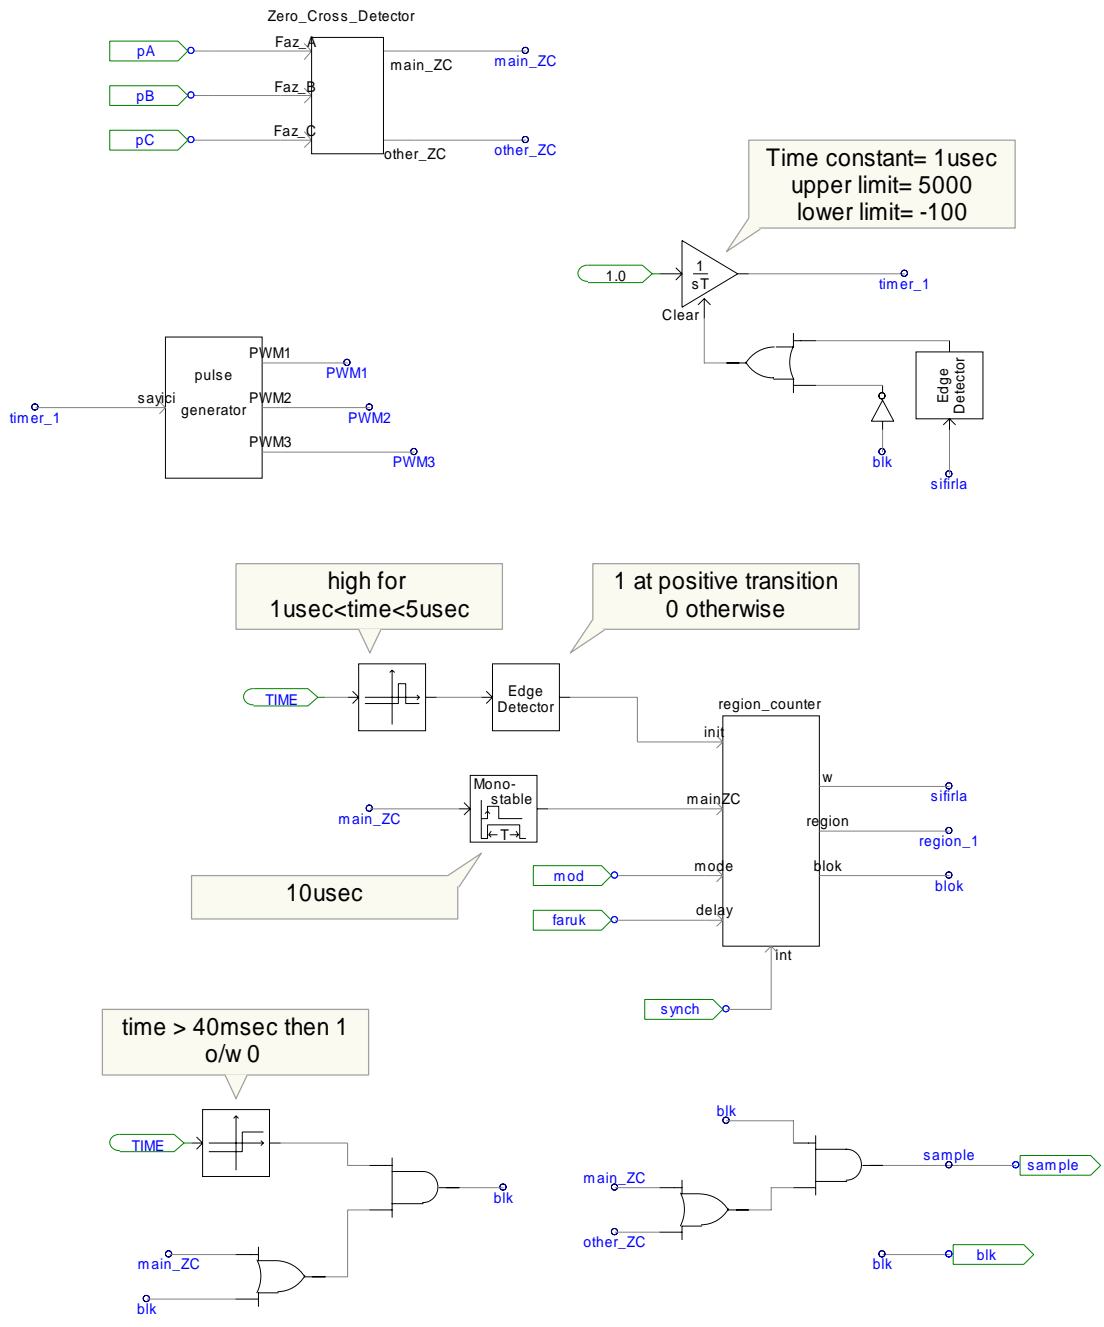 Zero_Cross_Detector
pA
Faz_A
main_ZC
main_ZC
pB
Faz_B
pC
Faz_C
other_ZC
other_ZC
Time constant= 1usec
upper limit= 5000
lower limit= -100
1.0
1
sT
timer_1
Clear
Edge
Detector
blk
sifirla
pulse
generator
sayici
timer_1
PWM1
PWM1
PWM2
PWM2
PWM3
PWM3
high for
1usec<time<5usec
1 at positive transition
0 otherwise
TIME
Edge
Detector
region_counter
init
main_ZC
Mono-
stable
T
mainZC
w
sifirla
region
region_1
10usec
mod
mode
blok
blok
faruk
delay
int
synch
time > 40msec then 1
o/w 0
TIME
blk
main_ZC
blk
blk
main_ZC
other_ZC
sample
sample
blk
blk